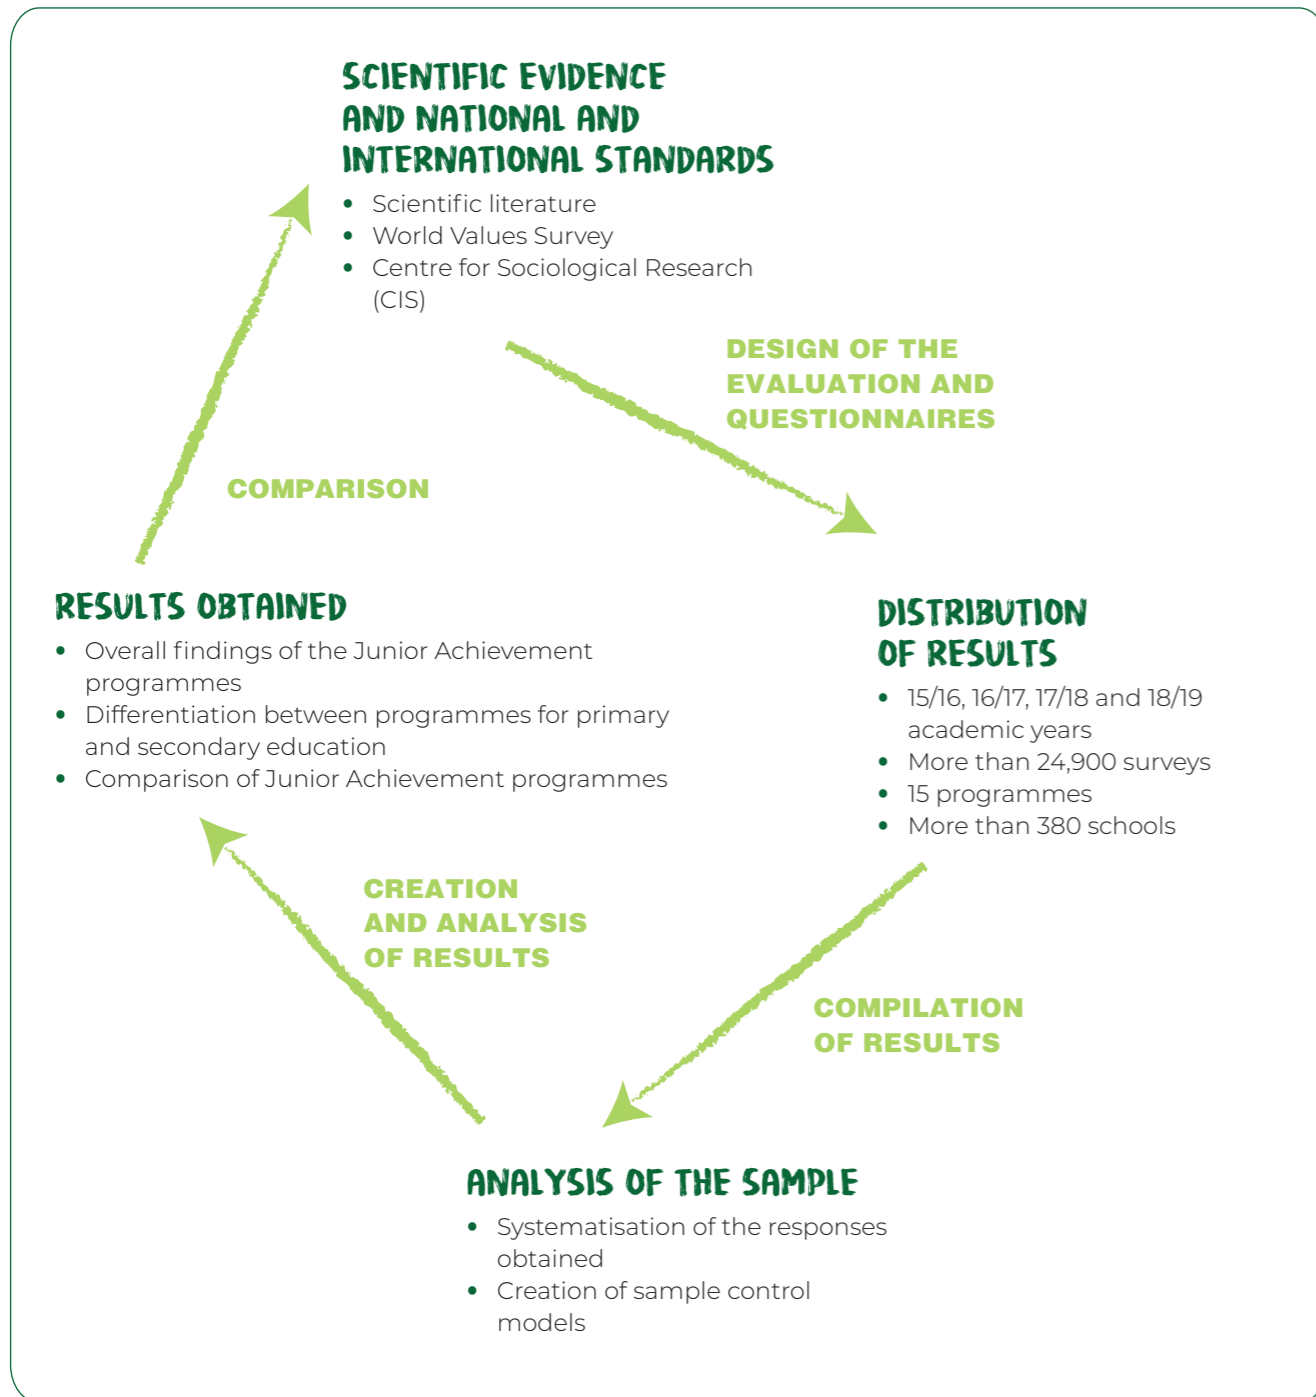 SCIENTIFIC EVIDENCE
AND NATIONAL AND
INTERNATIONAL STANDARDS
• Scientific literature
• World Values Survey
• Centre for Sociological Research
(CIS)
DESIGN OF THE
EVALUATION AND
QUESTIONNAIRES
COMPARISON
RESULTS OBTAINED
• Overall findings of the Junior Achievement
programmes
• Differentiation between programmes for primary
and secondary education
• Comparison of Junior Achievement programmes
DISTRIBUTION
OF RESULTS
• 15/16, 16/17, 17/18 and 18/19
academic years
• More than 24,900 surveys
• 15 programmes
• More than 380 schools
CREATION
AND ANALYSIS
OF RESULTS
COMPILATION
OF RESULTS
ANALYSIS OF THE SAMPLE
• Systematisation of the responses
obtained
• Creation of sample control
models